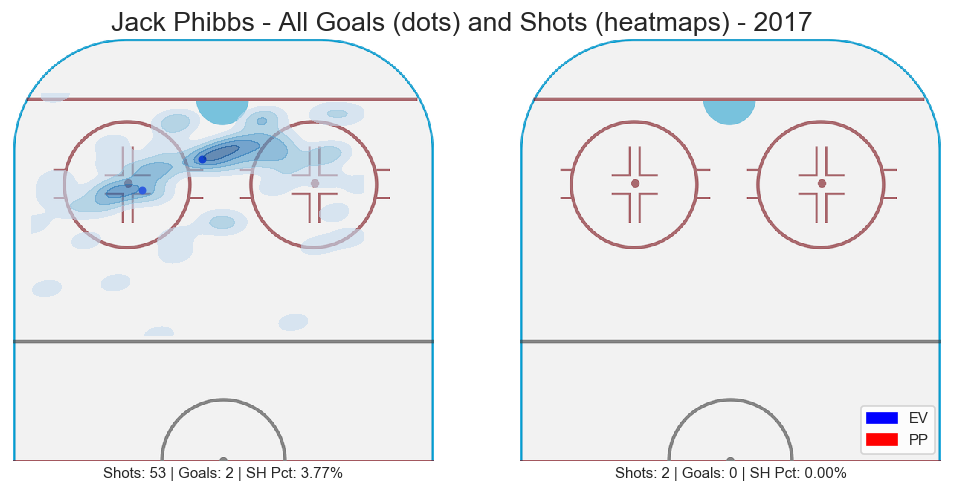 Jack Phibbs - All Goals (dots) and Shots (heatmaps) - 2017
EV
PP
Shots: 53 | Goals: 2 | SH Pct: 3.77%
Shots: 2 | Goals: 0 | SH Pct: 0.00%